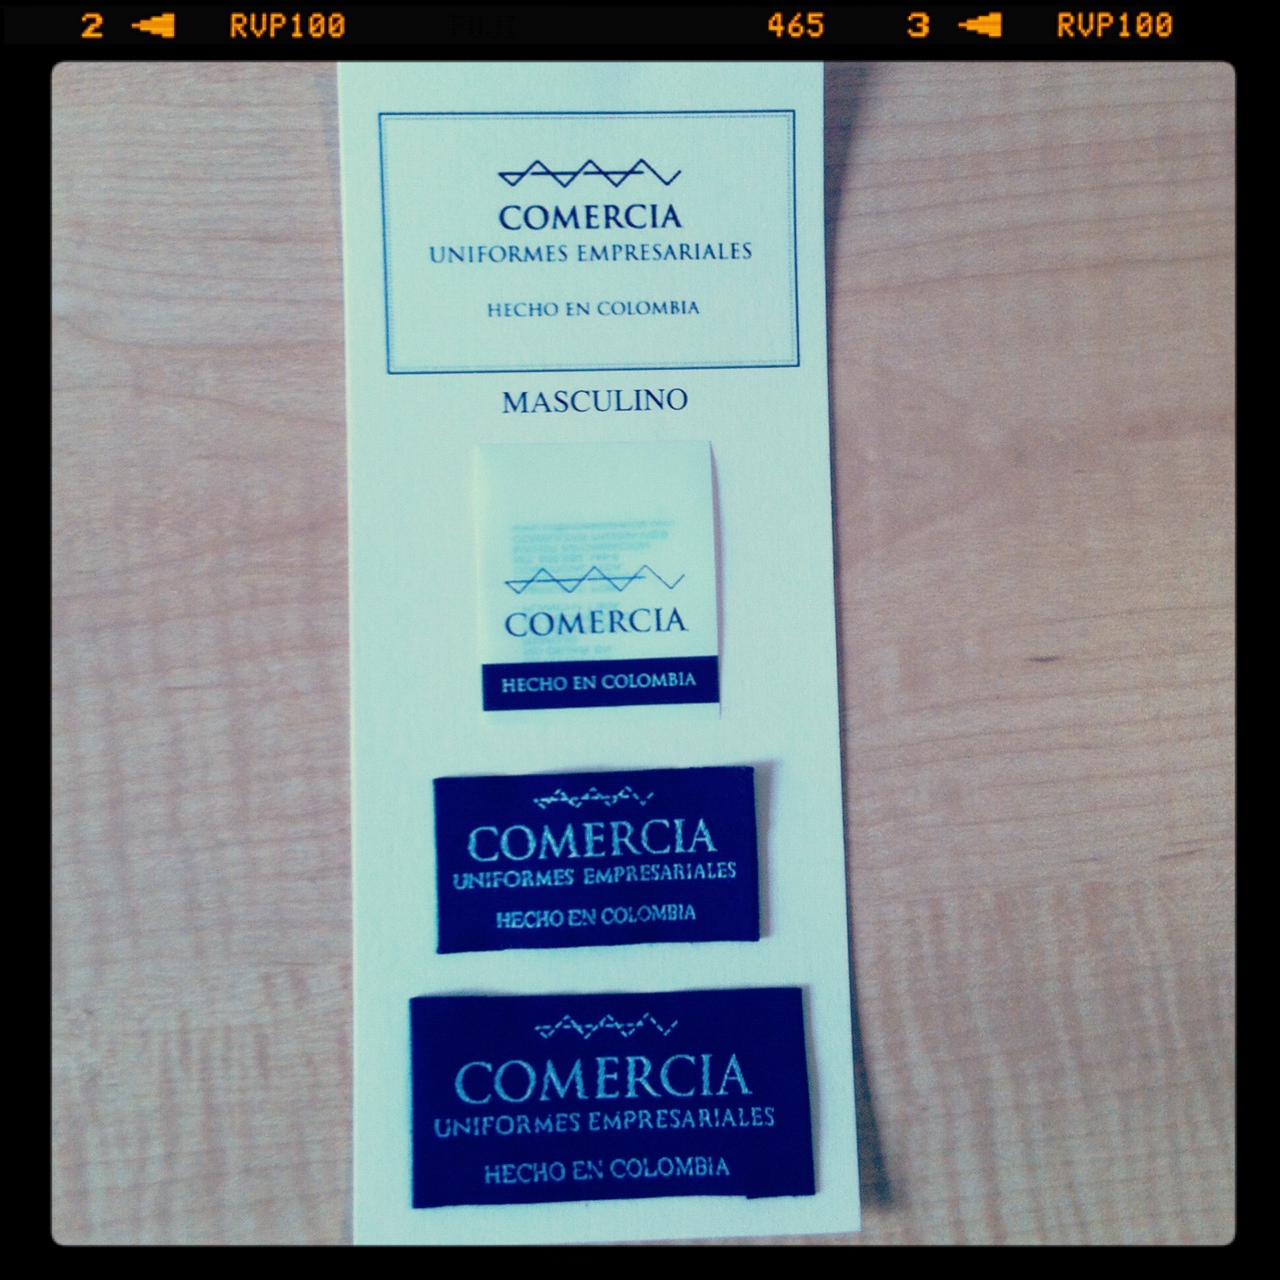 2 RVP100 465 3 RVP100
COMERCIA
UNIFORMES EMPRESARIALES
HECHO EN COLOMBIA
MASCULINO
COMERCIA
HECHO EN COLOMBIA
COMERCIA
UNIFORMES EMPRESARIALES
HECHO EN COLOMBIA
COMERCIA
UNIFORMES EMPRESARIALES
HECHO EN COLOMBIA